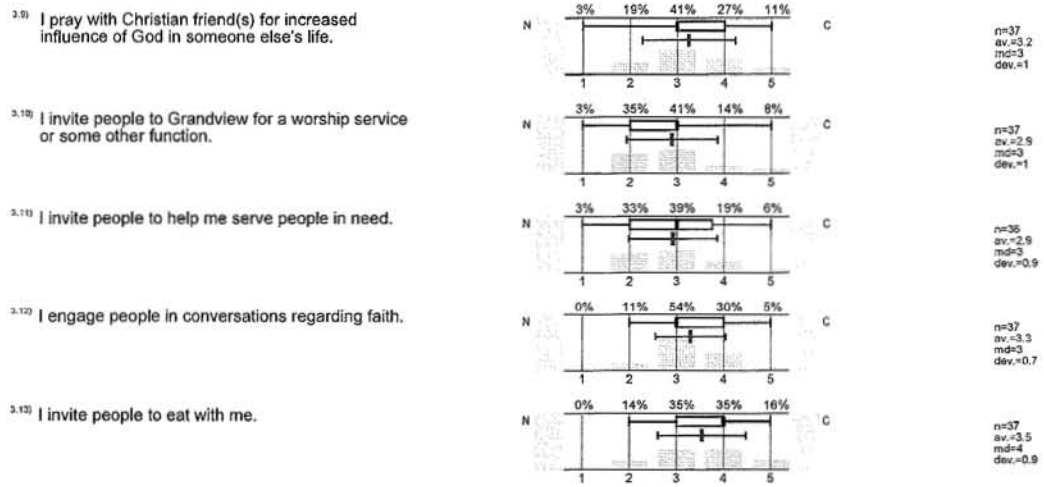 3% 19% 41% 27% 11%
3.9) I pray with Christian friend(s) for increased
influence of God in someone else's life.
N C
n=37
av.=3.2
md=3
dev.=1
1 2 3 4 5
3% 35% 41% 14% 8%
3.10) I invite people to Grandview for a worship service
or some other function.
N C
n=37
av.=2.9
md=3
dev.=1
1 2 3 4 5
3% 33% 39% 19% 6%
3.11) I invite people to help me serve people in need.
N C
n=36
av.=2.9
md=3
dev.=0.9
1 2 3 4 5
0% 11% 54% 30% 5%
3.12) I engage people in conversations regarding faith.
N C
n=37
av.=3.3
md=3
dev.=0.7
1 2 3 4 5
0% 14% 35% 35% 16%
3.13) I invite people to eat with me.
N C
n=37
av.=3.5
md=4
dev.=0.9
1 2 3 4 5